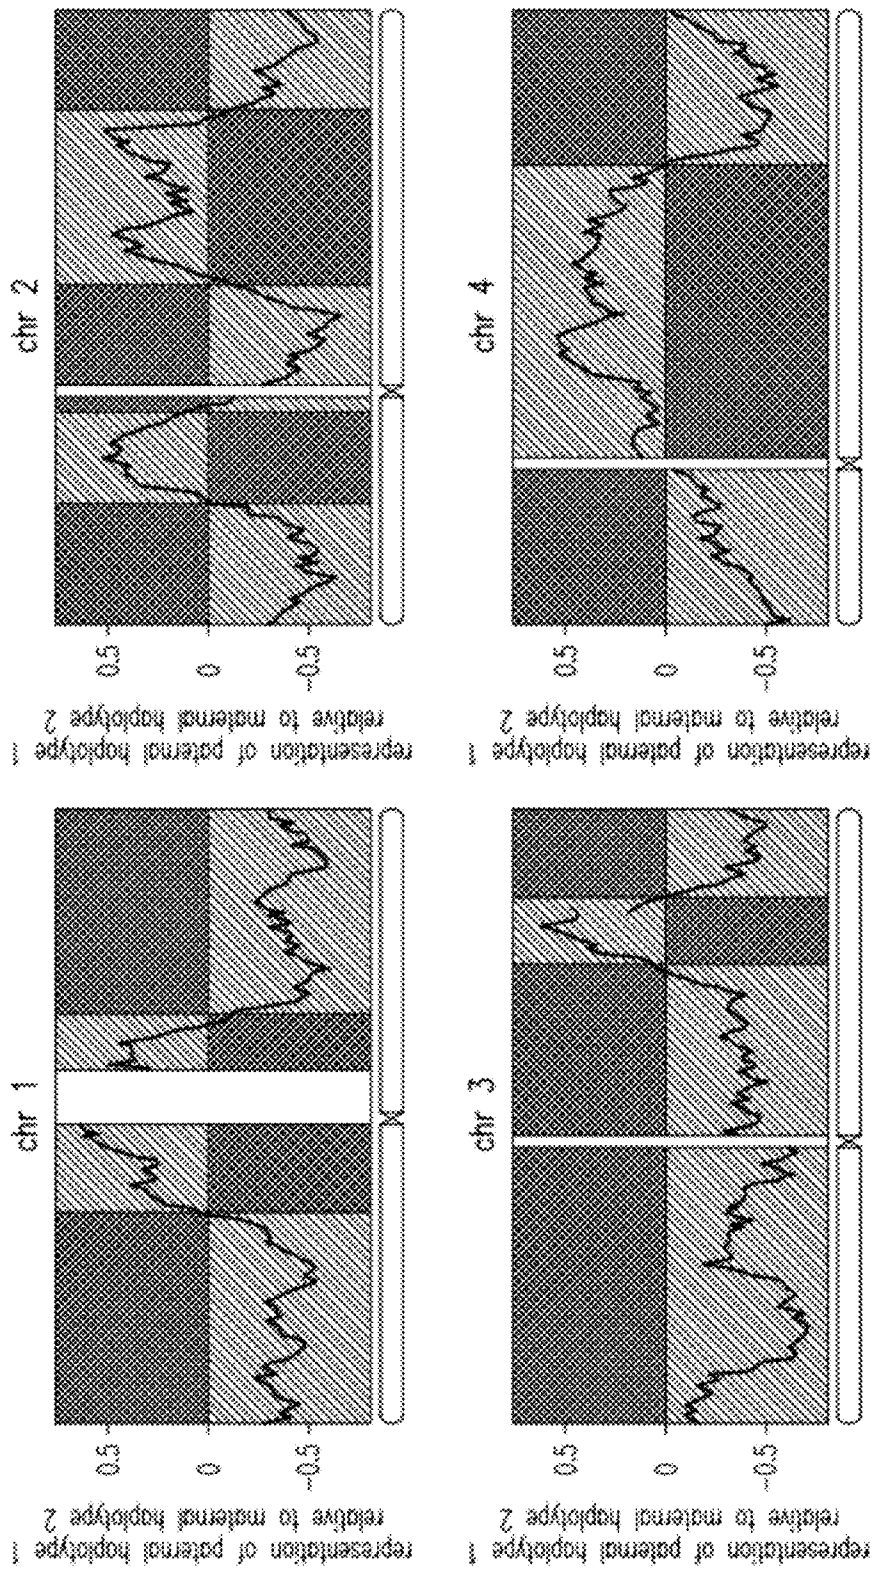 chr 1
representation of paternal haplotype 1
relative to maternal haplotype 2
0.5
0
-0.5
chr 2
representation of paternal haplotype 1
relative to maternal haplotype 2
0.5
0
-0.5
chr 3
representation of paternal haplotype 1
relative to maternal haplotype 2
0.5
0
-0.5
chr 4
representation of paternal haplotype 1
relative to maternal haplotype 2
0.5
0
-0.5